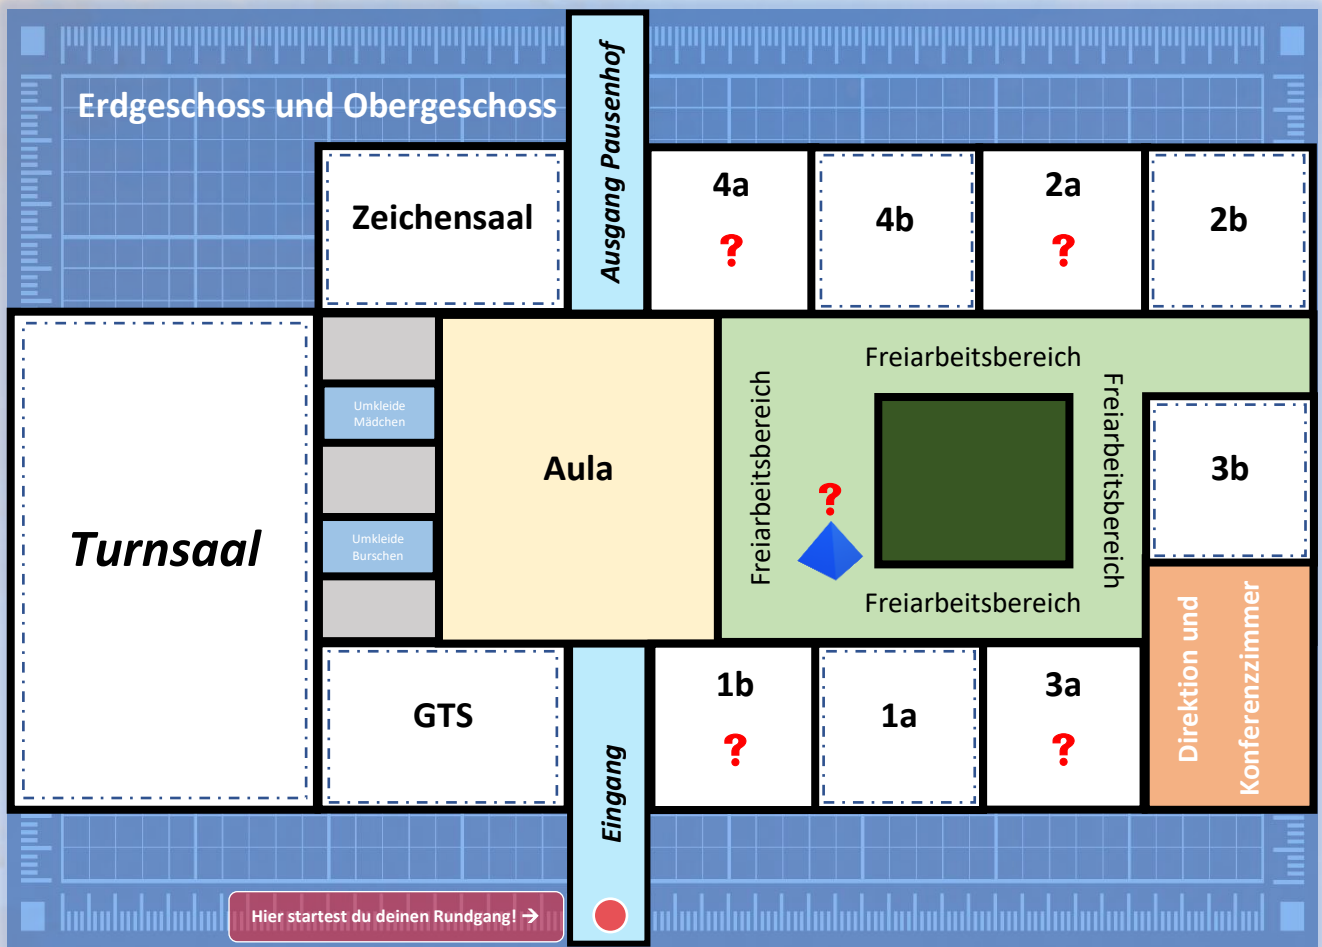 Erdgeschoss und Obergeschoss
Ausgang Pausenhof
4a
?
4b
2a
?
2b
Zeichensaal
Turnsaal
Umkleide
Mädchen
Umkleide
Burschen
Aula
Freiarbeitsbereich
Freiarbeitsbereich
Freiarbeitsbereich
Freiarbeitsbereich
?
3b
Direktion und
Konferenzzimmer
GTS
Eingang
1b
?
1a
3a
?
Hier startest du deinen Rundgang! →